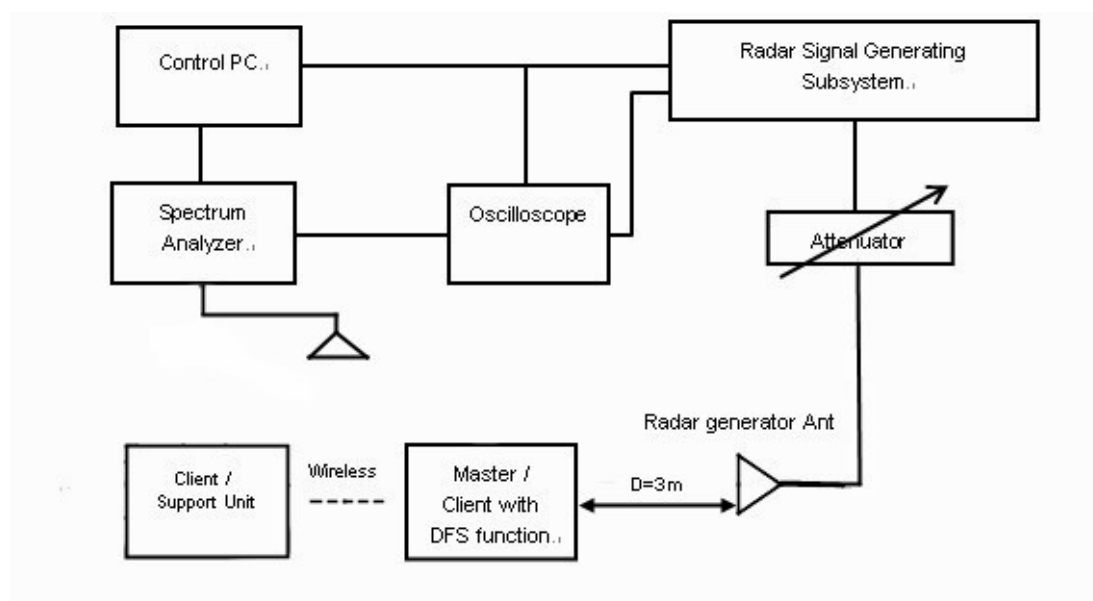 Control PC
Radar Signal Generating
Subsystem
Spectrum
Analyzer
Oscilloscope
Attenuator
Radar generator Ant
Client /
Support Unit
Wireless
Master /
Client with
DFS function
D=3m